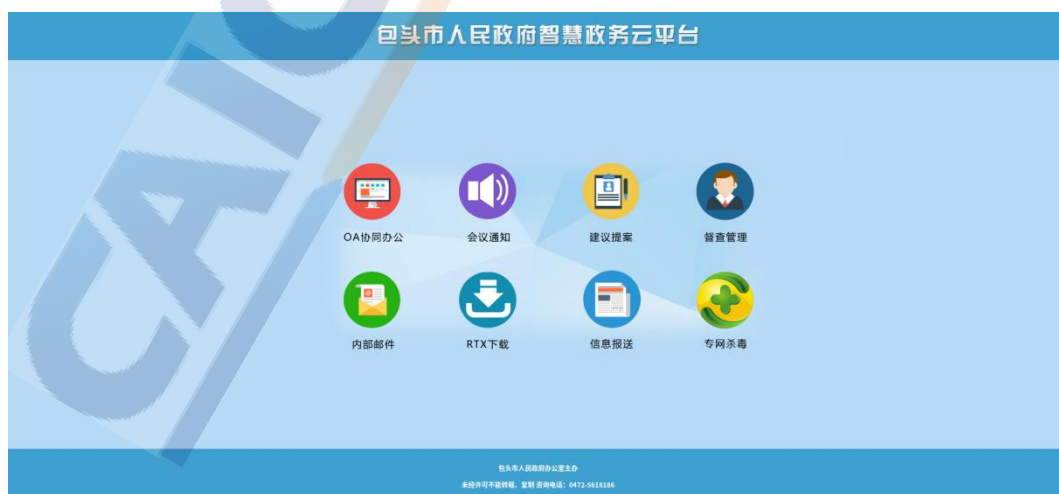 包头市人民政府智慧政务云平台
OA协同办公 会议通知 建议提案 督查管理
内部邮件 RTX下载 信息报送 专网杀毒
包头市人民政府办公室主办
未经许可不能转载、复制 咨询电话：0472-5618186
CAIC